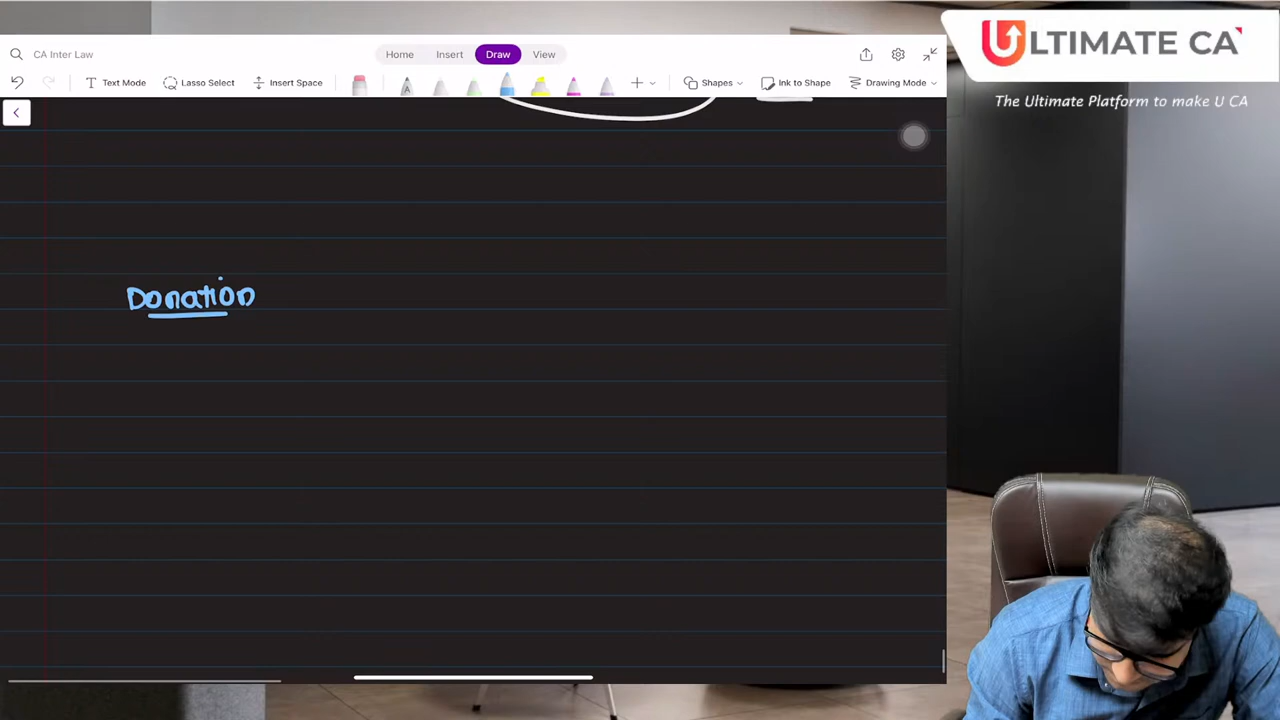 ULTIMATE CA
The Ultimate Platform to make U CA
CA Inter Law
Home Insert Draw View
Text Mode Lasso Select Insert Space Shapes Ink to Shape Drawing Mode
Donation